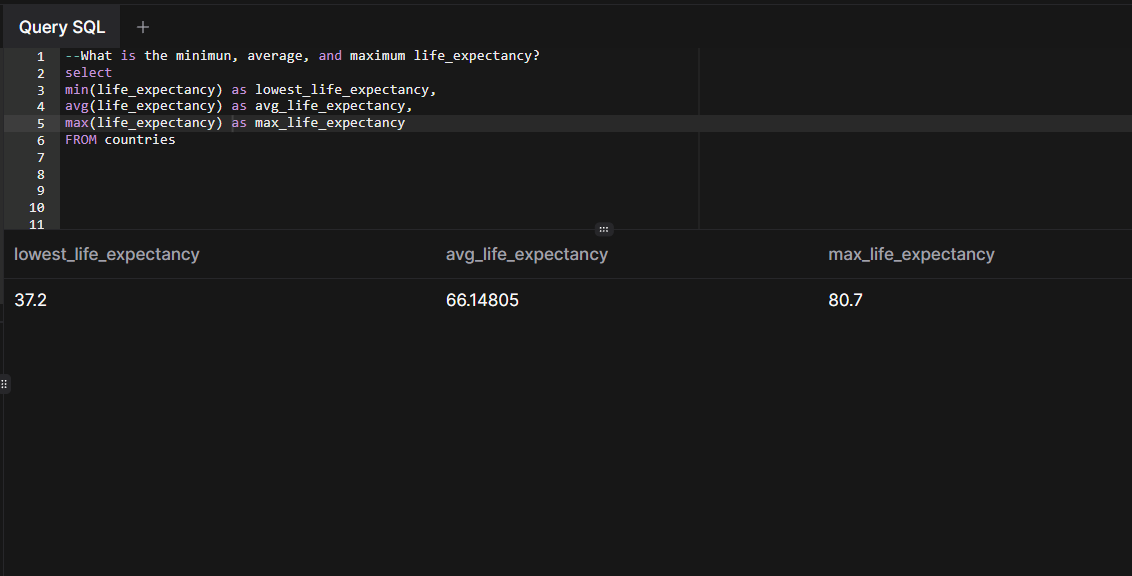 Query SQL +
1 --What is the minimun, average, and maximum life_expectancy?
2 select
3 min(life_expectancy) as lowest_life_expectancy,
4 avg(life_expectancy) as avg_life_expectancy,
5 max(life_expectancy) as max_life_expectancy
6 FROM countries
7
8
9
10
11
lowest_life_expectancy avg_life_expectancy max_life_expectancy
37.2 66.14805 80.7